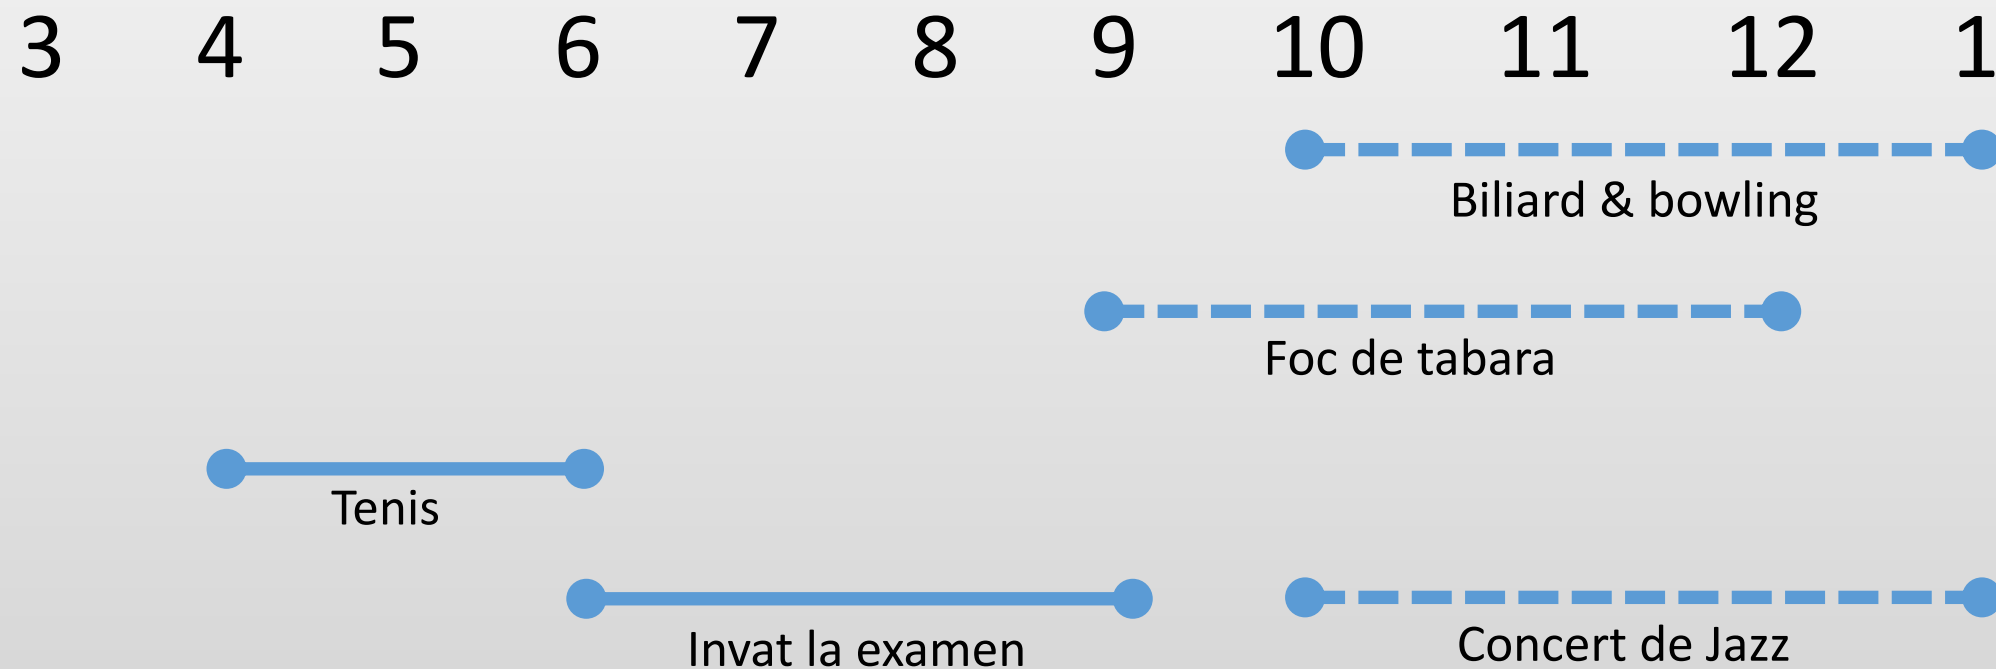 3 4 5 6 7 8 9 10 11 12 1
Biliard & bowling
Foc de tabara
Tenis
Invat la examen
Concert de Jazz